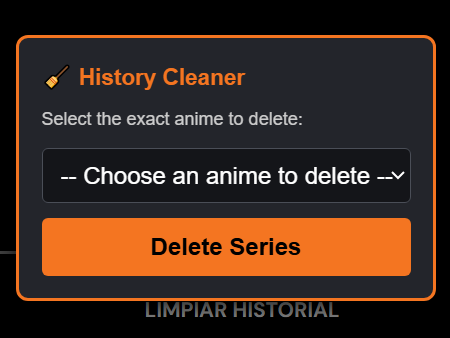 History Cleaner
Select the exact anime to delete:
-- Choose an anime to delete --
Delete Series
LIMPIAR HISTORIAL